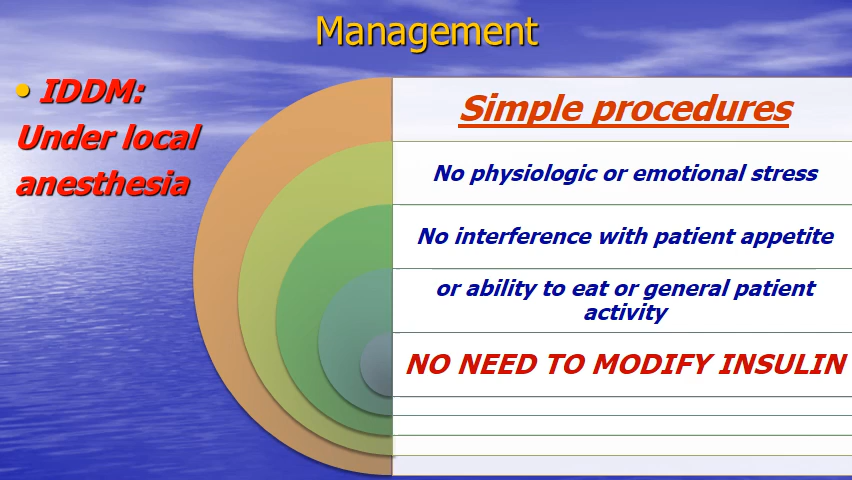 Management
• IDDM:
Under local
anesthesia
Simple procedures
No physiologic or emotional stress
No interference with patient appetite
or ability to eat or general patient
activity
NO NEED TO MODIFY INSULIN